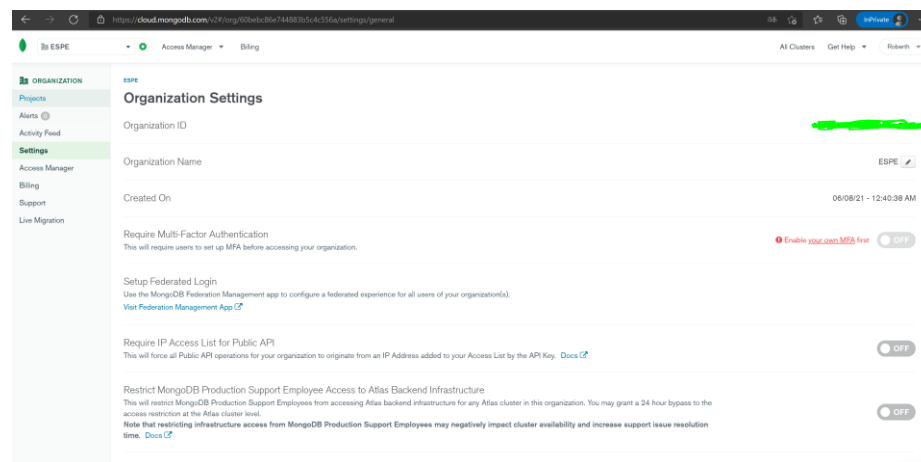 https://cloud.mongodb.com/v2#/org/60bebc86e744883b5c4c556a/settings/general
InPrivate
ESPE
Access Manager
Billing
All Clusters
Get Help
Roberth
ORGANIZATION
Projects
Alerts 0
Activity Feed
Settings
Access Manager
Billing
Support
Live Migration
ESPE
Organization Settings
Organization ID
Organization Name
ESPE
Created On
06/08/21 - 12:40:38 AM
Require Multi-Factor Authentication
This will require users to set up MFA before accessing your organization.
Enable your own MFA first
OFF
Setup Federated Login
Use the MongoDB Federation Management app to configure a federated experience for all users of your organization(s).
Visit Federation Management App
Require IP Access List for Public API
This will force all Public API operations for your organization to originate from an IP Address added to your Access List by the API Key. Docs
OFF
Restrict MongoDB Production Support Employee Access to Atlas Backend Infrastructure
This will restrict MongoDB Production Support Employees from accessing Atlas backend infrastructure for any Atlas cluster in this organization. You may grant a 24 hour bypass to the
access restriction at the Atlas cluster level.
Note that restricting infrastructure access from MongoDB Production Support Employees may negatively impact cluster availability and increase support issue resolution
time. Docs
OFF